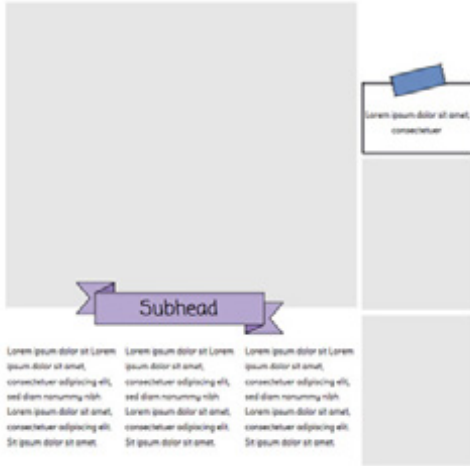 Lorem ipsum dolor sit amet,
consectetuer
Subhead
Lorem ipsum dolor sit Lorem
ipsum dolor sit amet,
consectetuer adipiscing elit,
sed diam nonummy nibh
Lorem ipsum dolor sit amet,
consectetuer adipiscing elit,
Sit ipsum dolor sit amet.
Lorem ipsum dolor sit Lorem
ipsum dolor sit amet,
consectetuer adipiscing elit,
sed diam nonummy nibh
Lorem ipsum dolor sit amet,
consectetuer adipiscing elit,
Sit ipsum dolor sit amet.
Lorem ipsum dolor sit Lorem
ipsum dolor sit amet,
consectetuer adipiscing elit,
sed diam nonummy nibh
Lorem ipsum dolor sit amet,
consectetuer adipiscing elit,
Sit ipsum dolor sit amet.